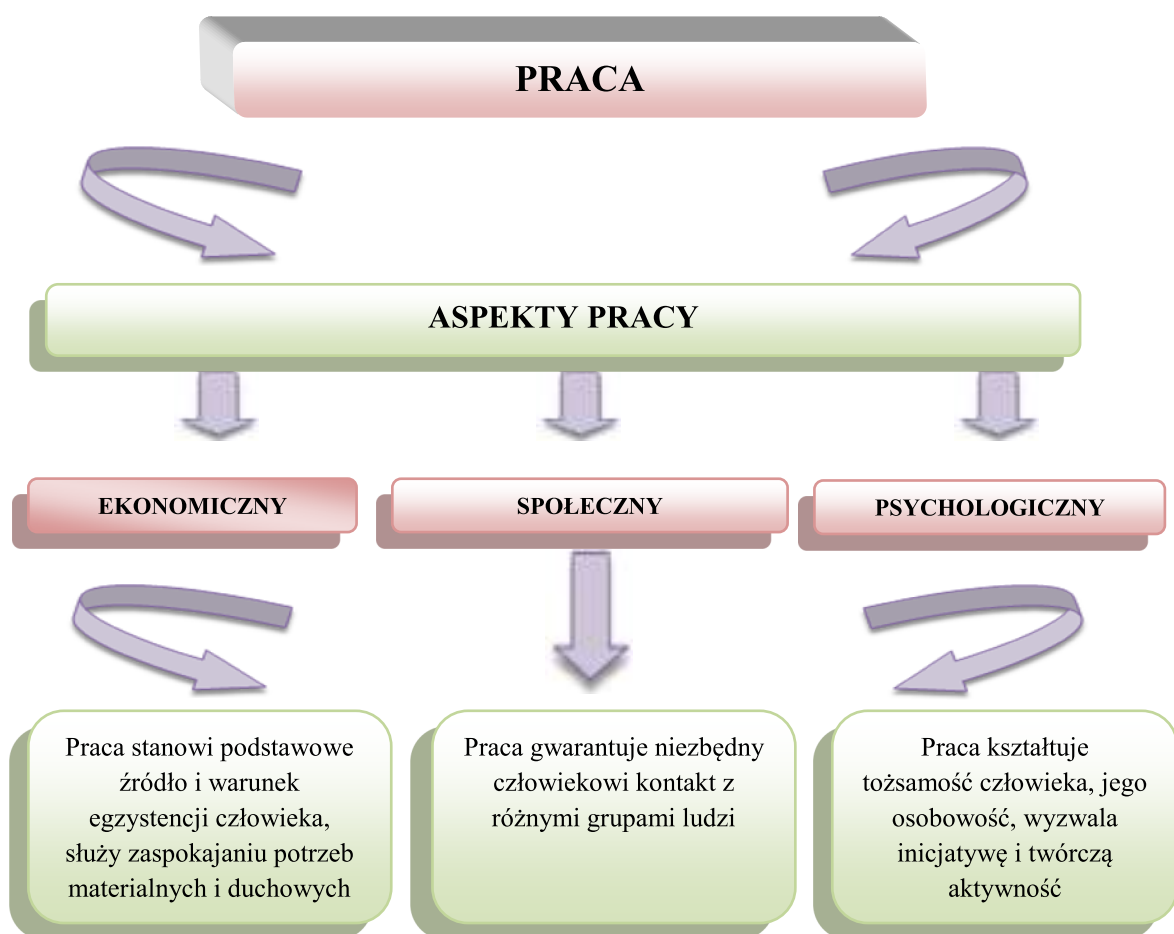 PRACA
ASPEKTY PRACY
EKONOMICZNY
SPOŁECZNY
PSYCHOLOGICZNY
Praca stanowi podstawowe
źródło i warunek
egzystencji człowieka,
służy zaspokajaniu potrzeb
materialnych i duchowych
Praca gwarantuje niezbędny
człowiekowi kontakt z
różnymi grupami ludzi
Praca kształtuje
tożsamość człowieka, jego
osobowość, wyzwala
inicjatywę i twórczą
aktywność